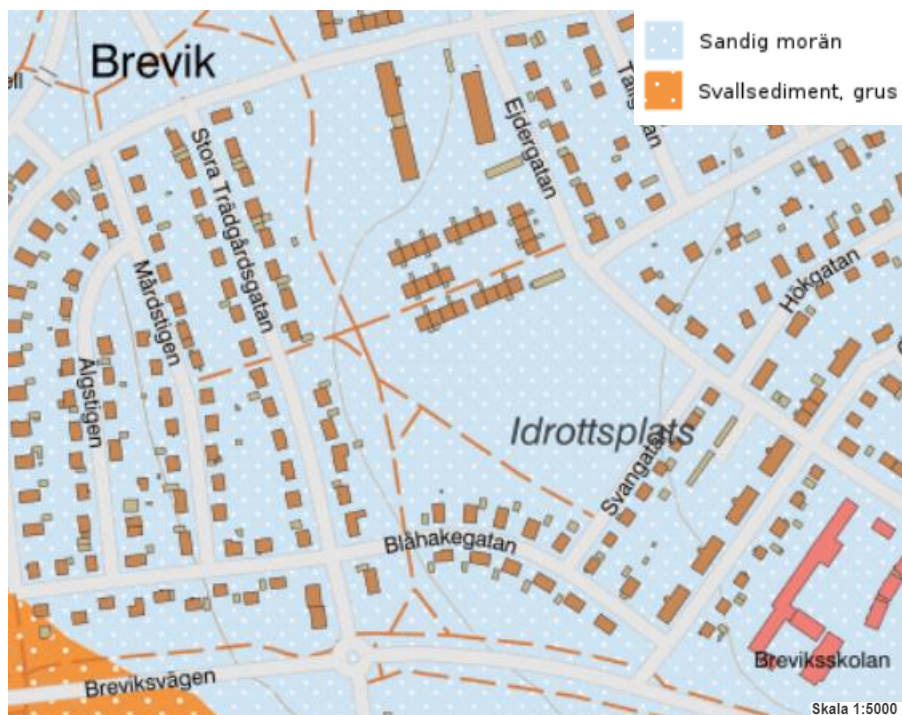 Sandig morän
Svallsediment, grus
Brevik
ell
Ejdergatan
Stora Trädgårdsgatan
Mårdstigen
Älgstigen
Hökgatan
Idrottsplats
Svangatan
Blåhakegatan
Breviksvägen
Breviksskolan
Skala 1:5000